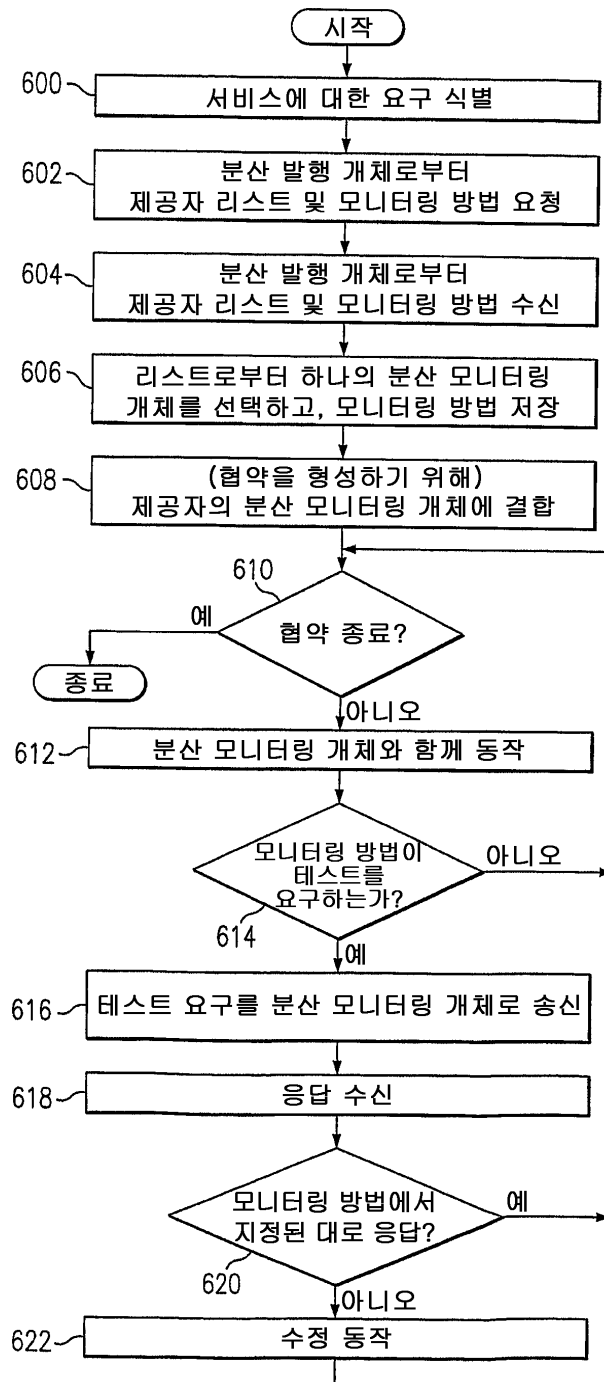 시작
600
서비스에 대한 요구 식별
602
분산 발행 개체로부터
제공자 리스트 및 모니터링 방법 요청
604
분산 발행 개체로부터
제공자 리스트 및 모니터링 방법 수신
606
리스트로부터 하나의 분산 모니터링
개체를 선택하고, 모니터링 방법 저장
608
(협약을 형성하기 위해)
제공자의 분산 모니터링 개체에 결합
610
예
협약 종료?
종료
아니오
612
분산 모니터링 개체와 함께 동작
모니터링 방법이
테스트를
요구하는가?
아니오
614
예
616
테스트 요구를 분산 모니터링 개체로 송신
618
응답 수신
모니터링 방법에서
지정된 대로 응답?
예
620
아니오
622
수정 동작